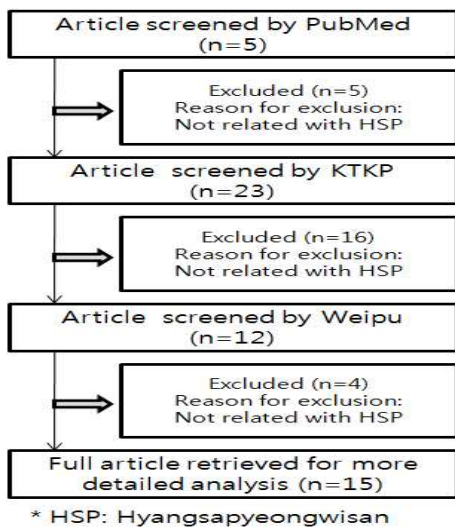 Article screened by PubMed
(n=5)
Excluded (n=5)
Reason for exclusion:
Not related with HSP
Article screened by KTKP
(n=23)
Excluded (n=16)
Reason for exclusion:
Not related with HSP
Article screened by Weipu
(n=12)
Excluded (n=4)
Reason for exclusion:
Not related with HSP
Full article retrieved for more
detailed analysis (n=15)
* HSP: Hyangsapyeongwisan